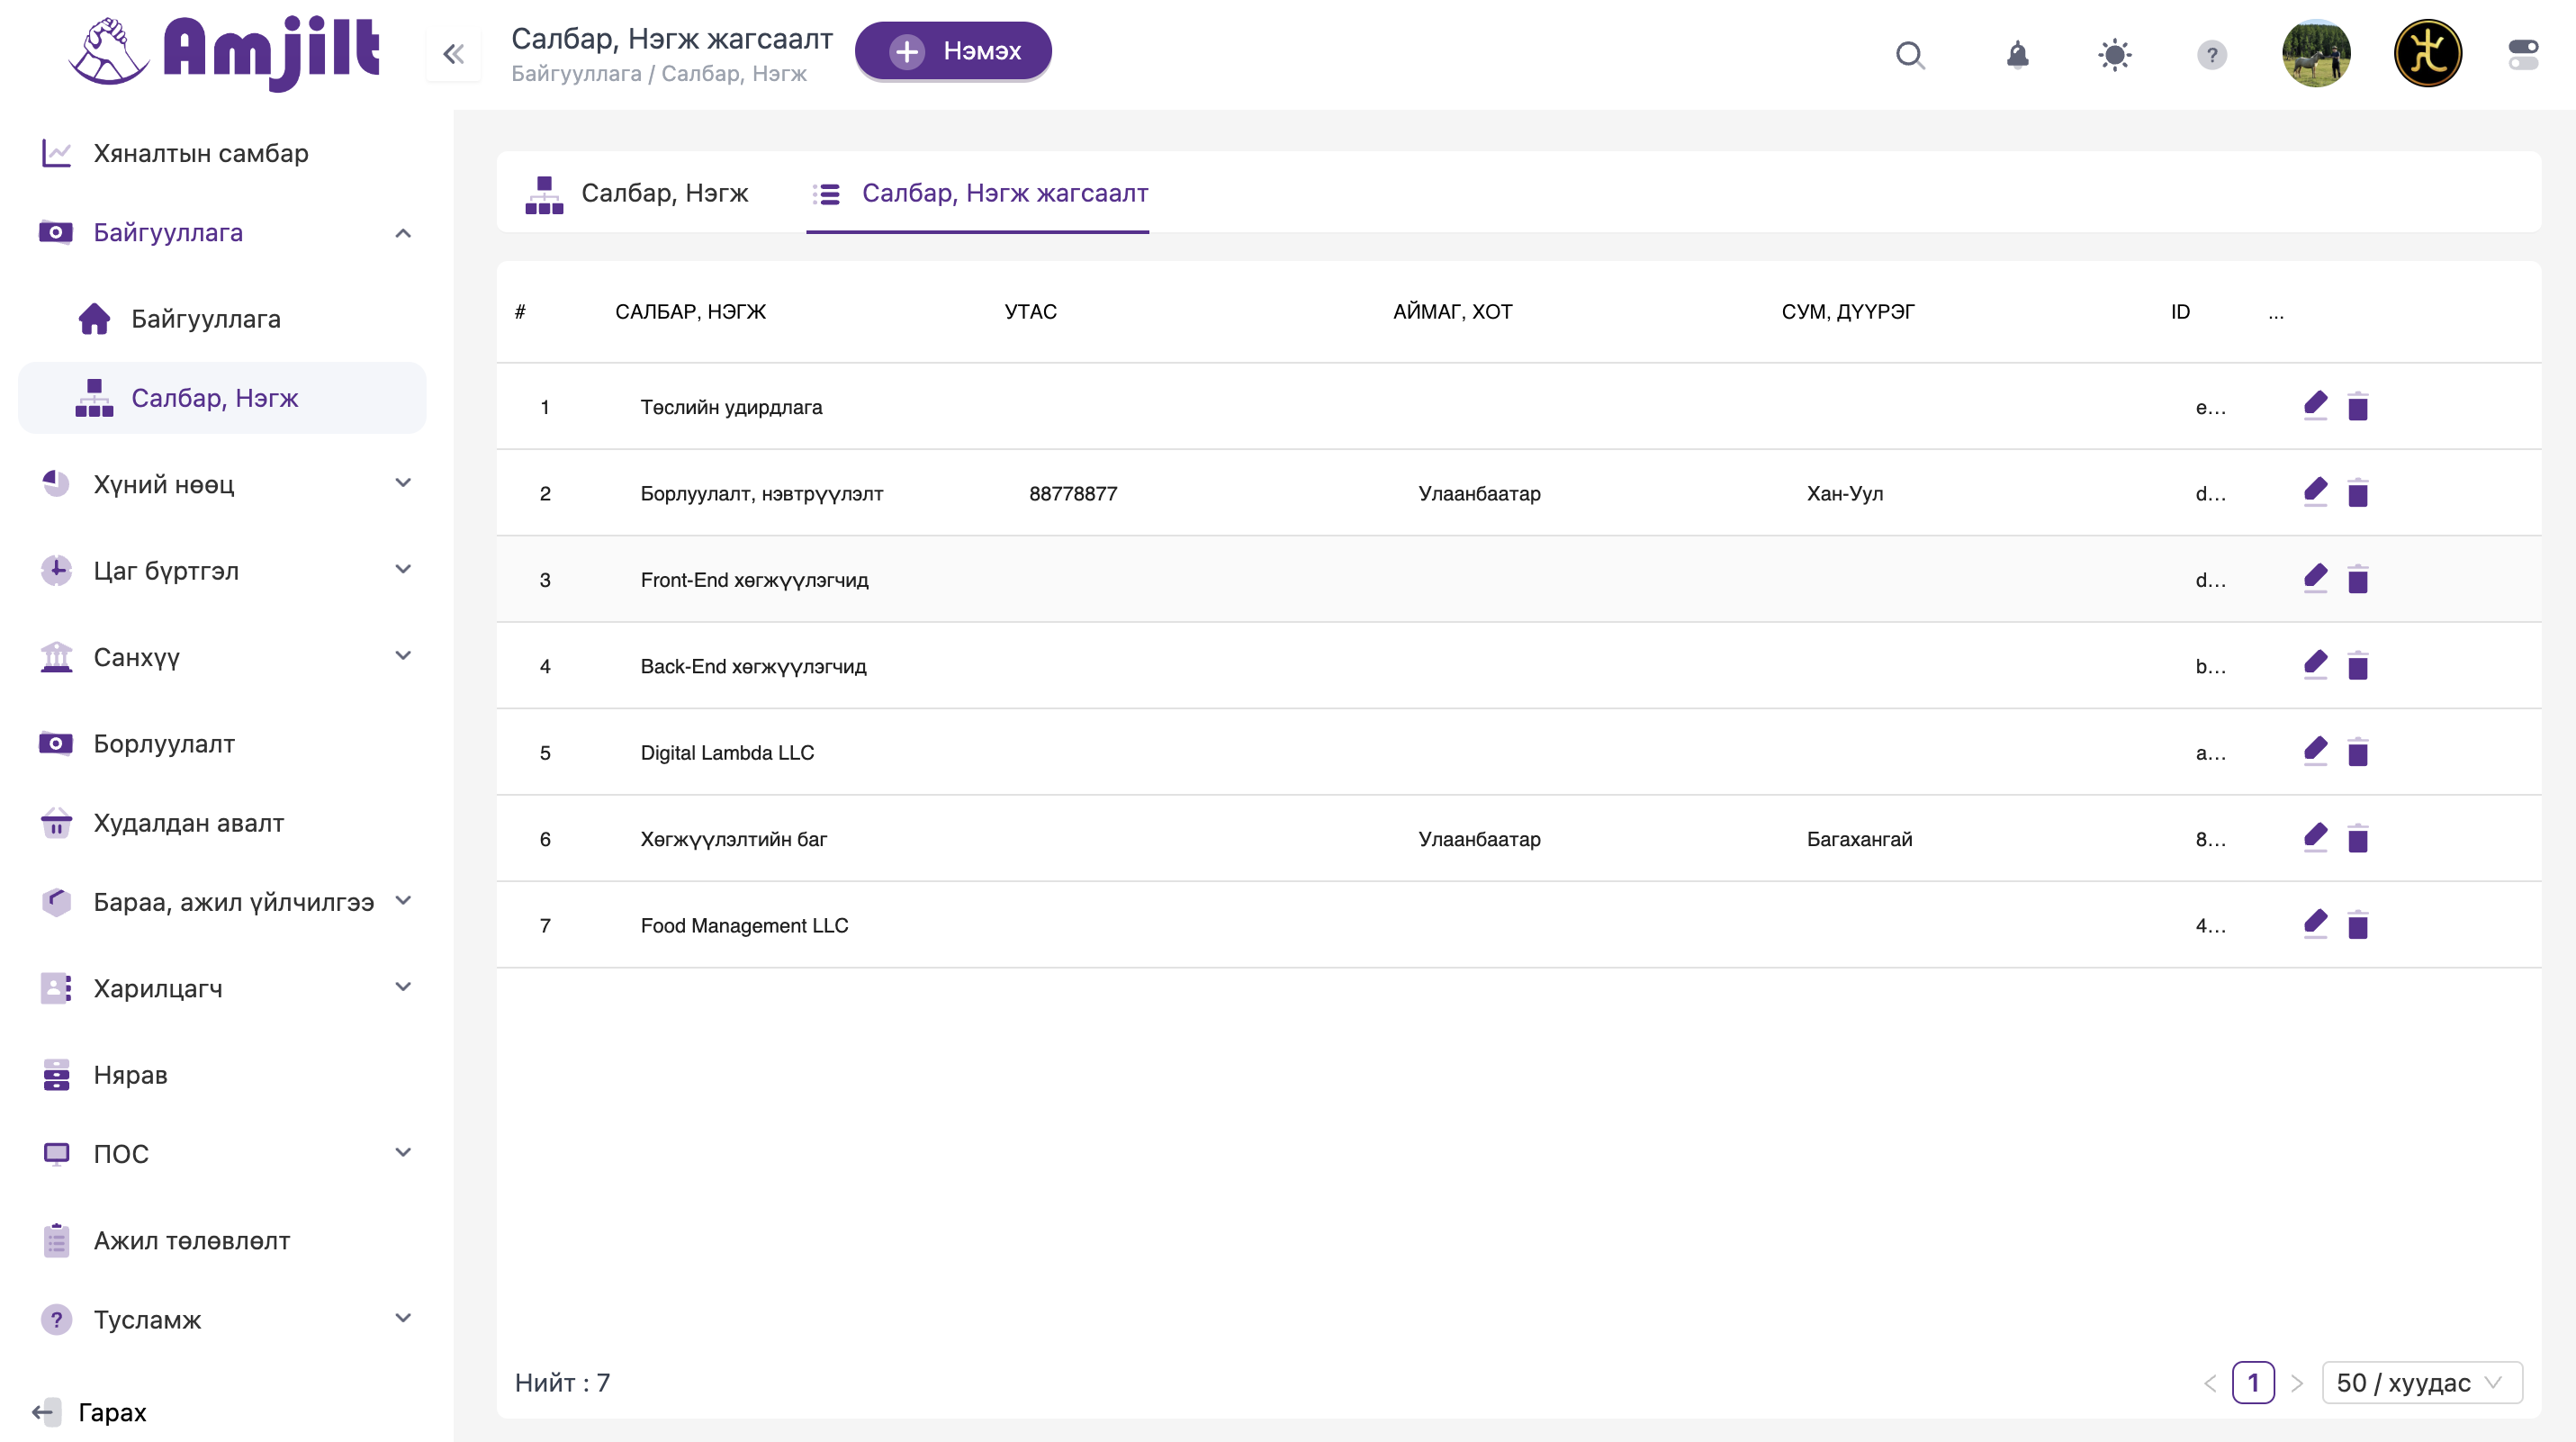 Amjilt
Салбар, Нэгж жагсаалт
Байгууллага / Салбар, Нэгж
Нэмэх
Хяналтын самбар
Байгууллага
Байгууллага
Салбар, Нэгж
Хүний нөөц
Цаг бүртгэл
Санхүү
Борлуулалт
Худалдан авалт
Бараа, ажил үйлчилгээ
Харилцагч
Нярав
ПОС
Ажил төлөвлөлт
Тусламж
Гарах
Салбар, Нэгж
Салбар, Нэгж жагсаалт
# САЛБАР, НЭГЖ УТАС АЙМАГ, ХОТ СУМ, ДҮҮРЭГ ID ...
1 Төслийн удирдлага e...
2 Борлуулалт, нэвтрүүлэлт 88778877 Улаанбаатар Хан-Уул d...
3 Front-End хөгжүүлэгчид d...
4 Back-End хөгжүүлэгчид b...
5 Digital Lambda LLC a...
6 Хөгжүүлэлтийн баг Улаанбаатар Багахангай 8...
7 Food Management LLC 4...
Нийт : 7
1
50 / хуудас